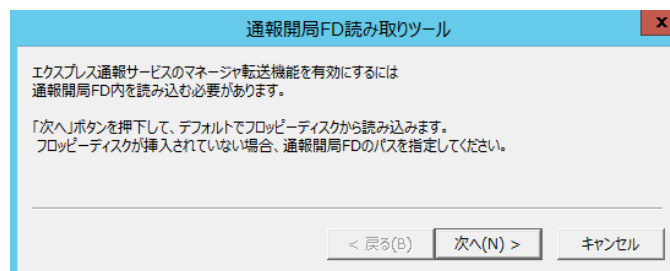 通報開局FD読み取りツール
x
エクスプレス通報サービスのマネージャ転送機能を有効にするには
通報開局FD内を読み込む必要があります。
「次へ」ボタンを押下して、デフォルトでフロッピーディスクから読み込みます。
フロッピーディスクが挿入されていない場合、通報開局FDのパスを指定してください。
< 戻る(B) 次へ(N) > キャンセル